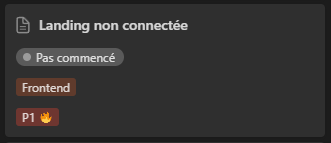 Landing non connectée
Pas commencé
Frontend
P1 🔥